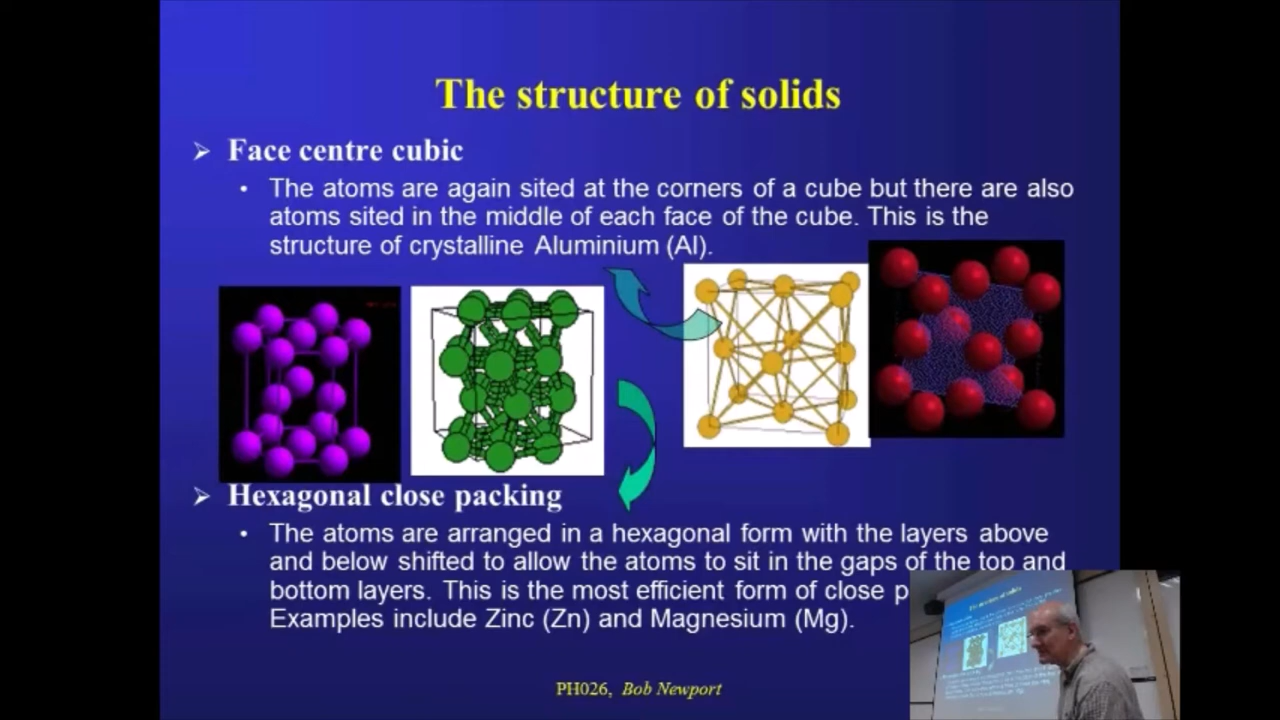 The structure of solids
➢ Face centre cubic
• The atoms are again sited at the corners of a cube but there are also
atoms sited in the middle of each face of the cube. This is the
structure of crystalline Aluminium (Al).
➢ Hexagonal close packing
• The atoms are arranged in a hexagonal form with the layers above
and below shifted to allow the atoms to sit in the gaps of the top and
bottom layers. This is the most efficient form of close p
Examples include Zinc (Zn) and Magnesium (Mg).
PH026, Bob Newport
The structure of solids